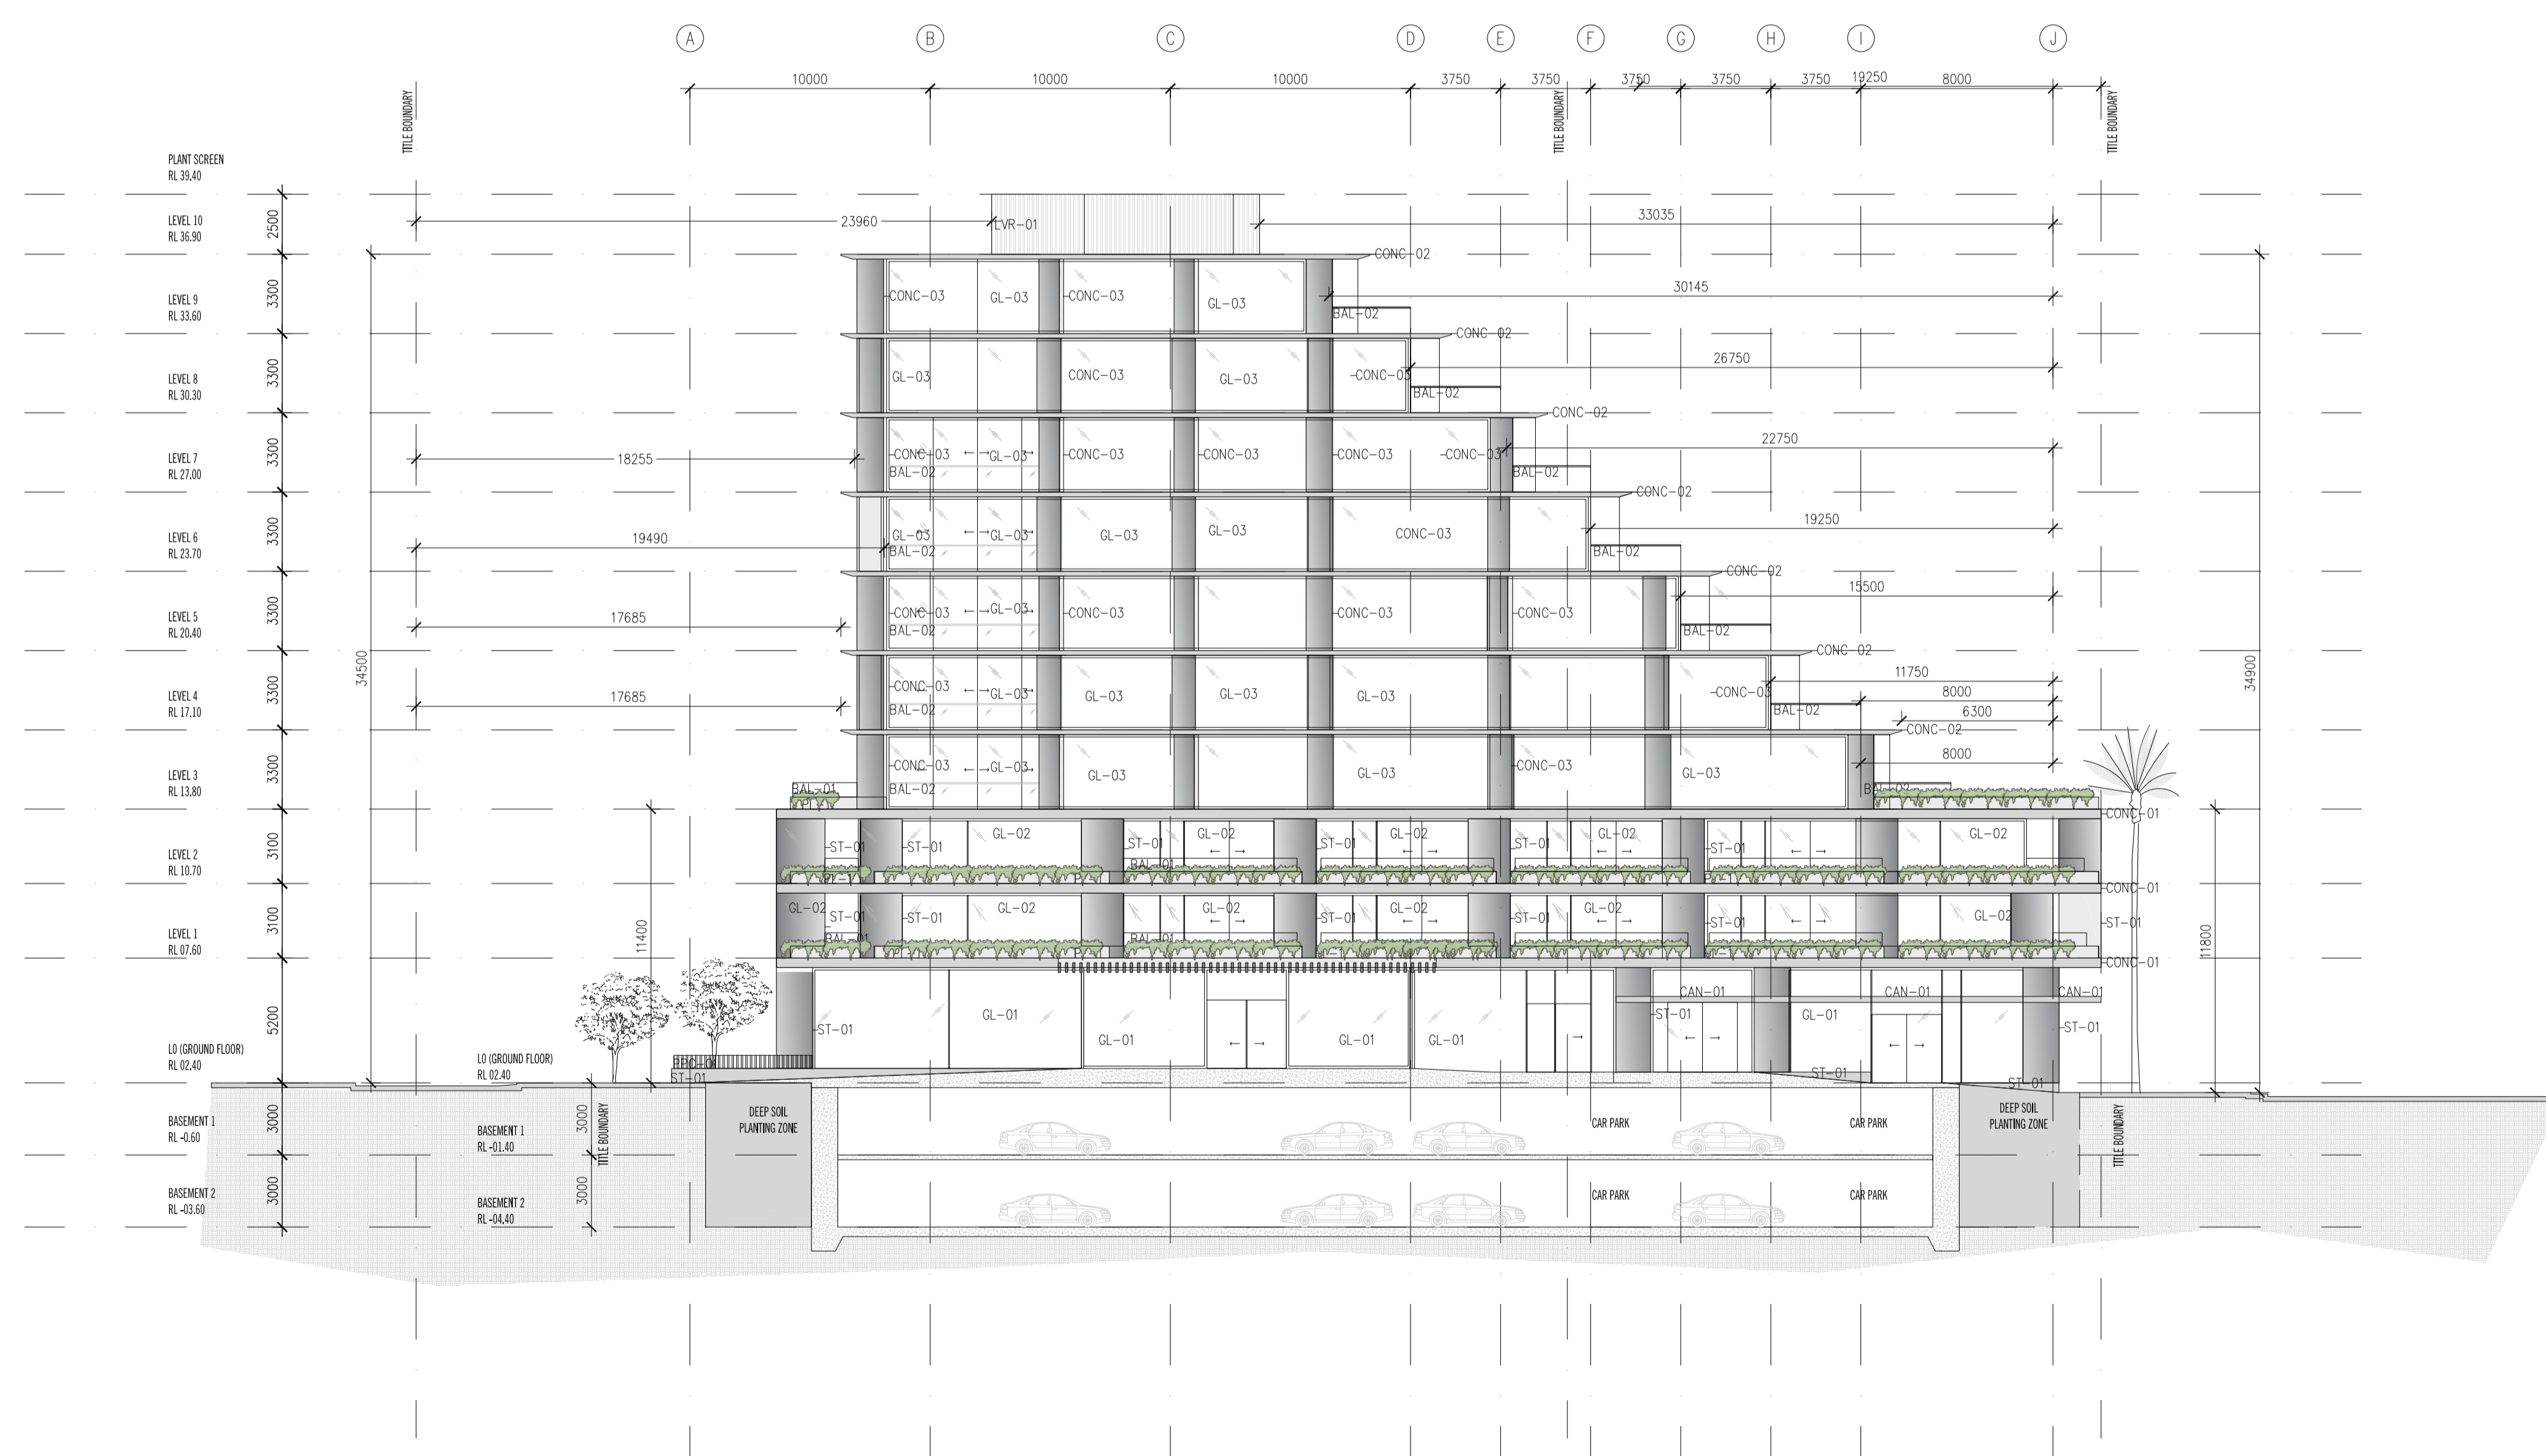 A
B
C
D
E
F
G
H
I
J
10000
10000
10000
3750
3750
3750
3750
3750
19250
8000
TITLE BOUNDARY
TITLE BOUNDARY
TITLE BOUNDARY
PLANT SCREEN
RL 39.40
2500
23960
LVR-01
33035
LEVEL 10
RL 36.90
CONC-02
3300
CONC-03
GL-03
CONC-03
GL-03
30145
BAL-02
LEVEL 9
RL 33.60
CONC-02
3300
GL-03
CONC-03
GL-03
CONC-03
26750
BAL-02
LEVEL 8
RL 30.30
CONC-02
3300
18255
CONC-03
GL-03
CONC-03
CONC-03
CONC-03
CONC-03
22750
BAL-02
BAL-02
LEVEL 7
RL 27.00
CONC-02
3300
19490
GL-03
GL-03
GL-03
GL-03
CONC-03
19250
BAL-02
BAL-02
LEVEL 6
RL 23.70
CONC-02
3300
17685
CONC-03
GL-03
CONC-03
CONC-03
CONC-03
15500
BAL-02
BAL-02
LEVEL 5
RL 20.40
CONC-02
34500
34900
3300
17685
CONC-03
GL-03
GL-03
GL-03
GL-03
CONC-03
11750
8000
6300
BAL-02
BAL-02
LEVEL 4
RL 17.10
CONC-02
3300
CONC-03
GL-03
GL-03
GL-03
CONC-03
GL-03
8000
BAL-01
BAL-02
LEVEL 3
RL 13.80
CONC-01
3100
ST-01
ST-01
GL-02
ST-01
GL-02
ST-01
GL-02
ST-01
GL-02
ST-01
GL-02
BAL-01
LEVEL 2
RL 10.70
CONC-01
3100
11400
11800
GL-02
ST-01
ST-01
GL-02
ST-01
GL-02
ST-01
GL-02
ST-01
GL-02
ST-01
GL-02
ST-01
BAL-01
BAL-01
LEVEL 1
RL 07.60
CONC-01
5200
CAN-01
CAN-01
CAN-01
ST-01
GL-01
GL-01
GL-01
GL-01
ST-01
GL-01
ST-01
ST-01
ST-01
ST-01
L0 (GROUND FLOOR)
RL 02.40
L0 (GROUND FLOOR)
RL 02.40
3000
3000
TITLE BOUNDARY
DEEP SOIL
PLANTING ZONE
CAR PARK
CAR PARK
DEEP SOIL
PLANTING ZONE
TITLE BOUNDARY
BASEMENT 1
RL -0.60
BASEMENT 1
RL -01.40
3000
3000
CAR PARK
CAR PARK
BASEMENT 2
RL -03.60
BASEMENT 2
RL -04.40